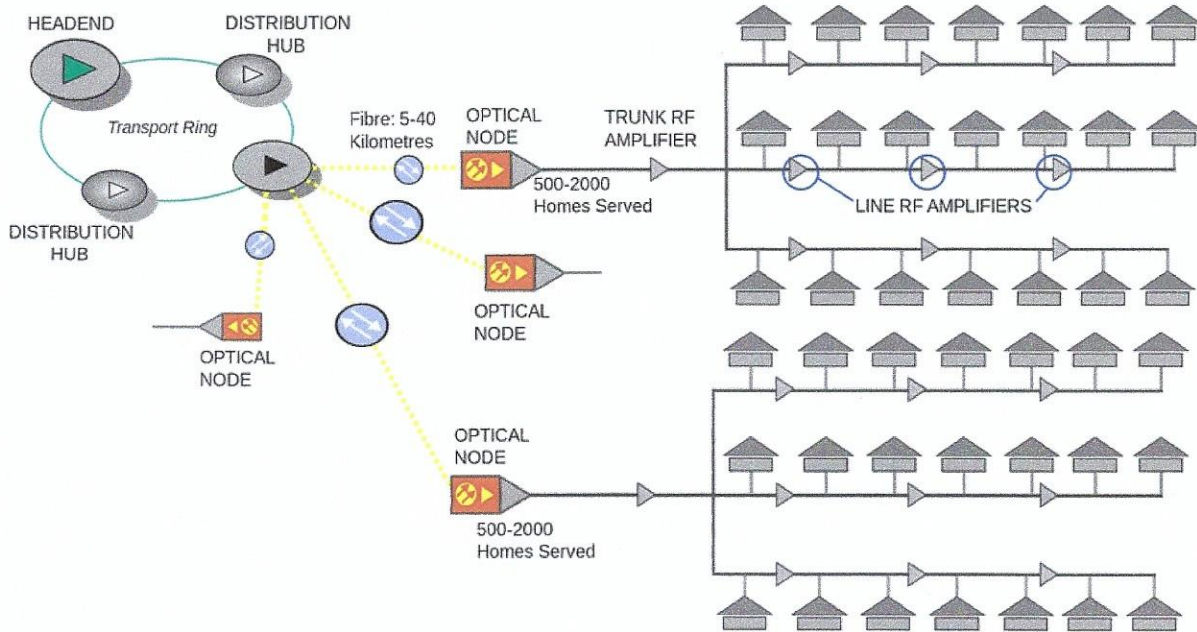 HEADEND
DISTRIBUTION
HUB
Transport Ring
Fibre: 5-40
Kilometres
OPTICAL
NODE
TRUNK RF
AMPLIFIER
500-2000
Homes Served
LINE RF AMPLIFIERS
DISTRIBUTION
HUB
OPTICAL
NODE
OPTICAL
NODE
OPTICAL
NODE
500-2000
Homes Served